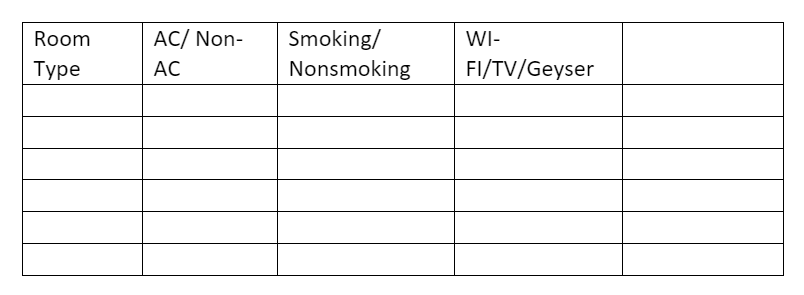 Room
Type
AC/ Non-
AC
Smoking/
Nonsmoking
WI-
FI/TV/Geyser